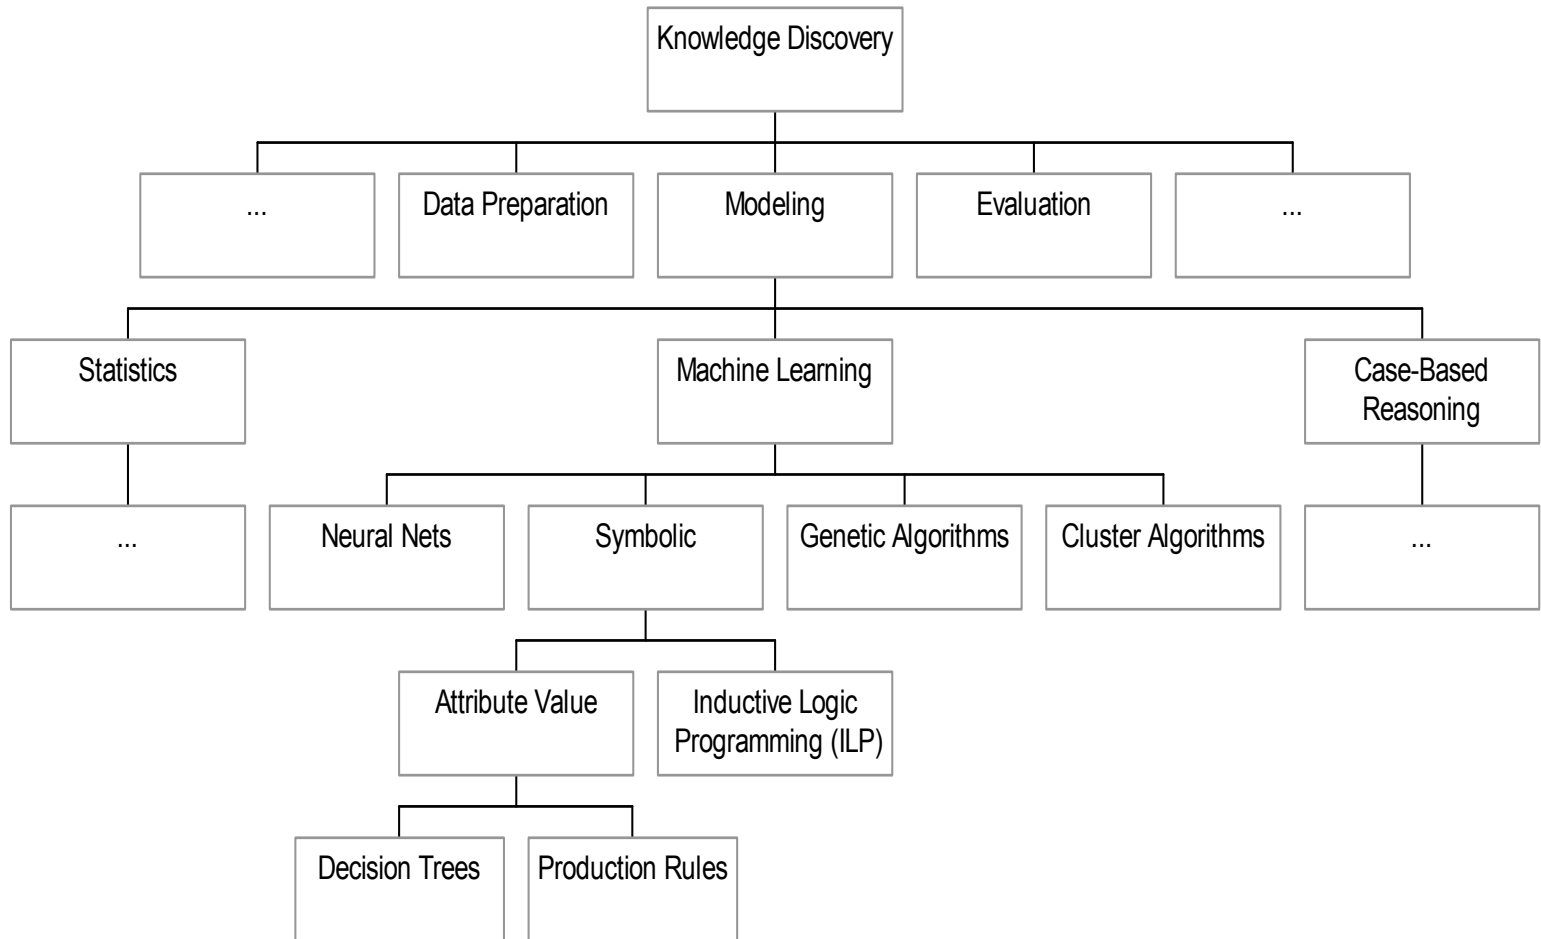 Knowledge Discovery
...
Data Preparation
Modeling
Evaluation
...
Statistics
Machine Learning
Case-Based
Reasoning
...
Neural Nets
Symbolic
Genetic Algorithms
Cluster Algorithms
...
Attribute Value
Inductive Logic
Programming (ILP)
Decision Trees
Production Rules